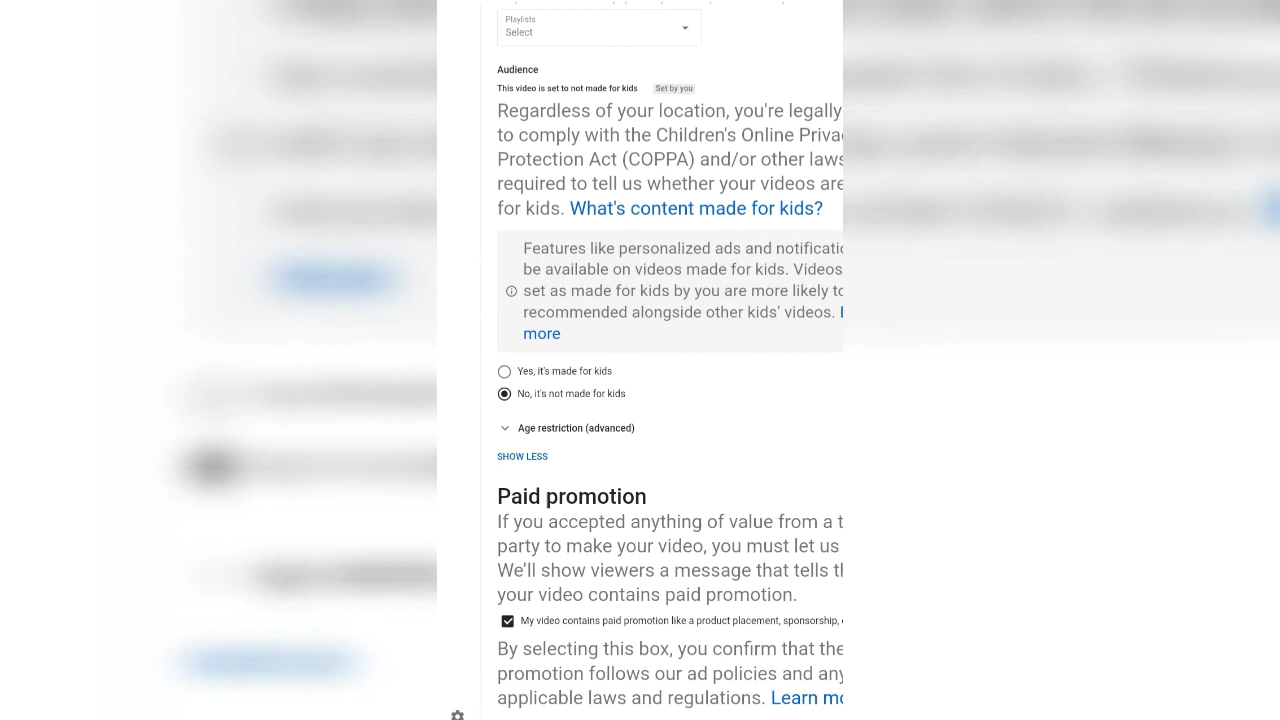 Playlists
Select
Audience
This video is set to not made for kids Set by you
Regardless of your location, you're legally
to comply with the Children's Online
Protection Act (COPPA) and/or other laws
required to tell us whether your videos are
for kids. What's content made for kids?
Features like personalized ads and
be available on videos made for kids. Videos
set as made for kids by you are more likely to
recommended alongside other kids’ videos.
more
Yes, it's made for kids
No, it's not made for kids
Age restriction (advanced)
SHOW LESS
Paid promotion
If you accepted anything of value from a
party to make your video, you must let us
We’ll show viewers a message that tells
your video contains paid promotion.
My video contains paid promotion like a product placement, sponsorship,
By selecting this box, you confirm that the
promotion follows our ad policies and any
applicable laws and regulations. Learn